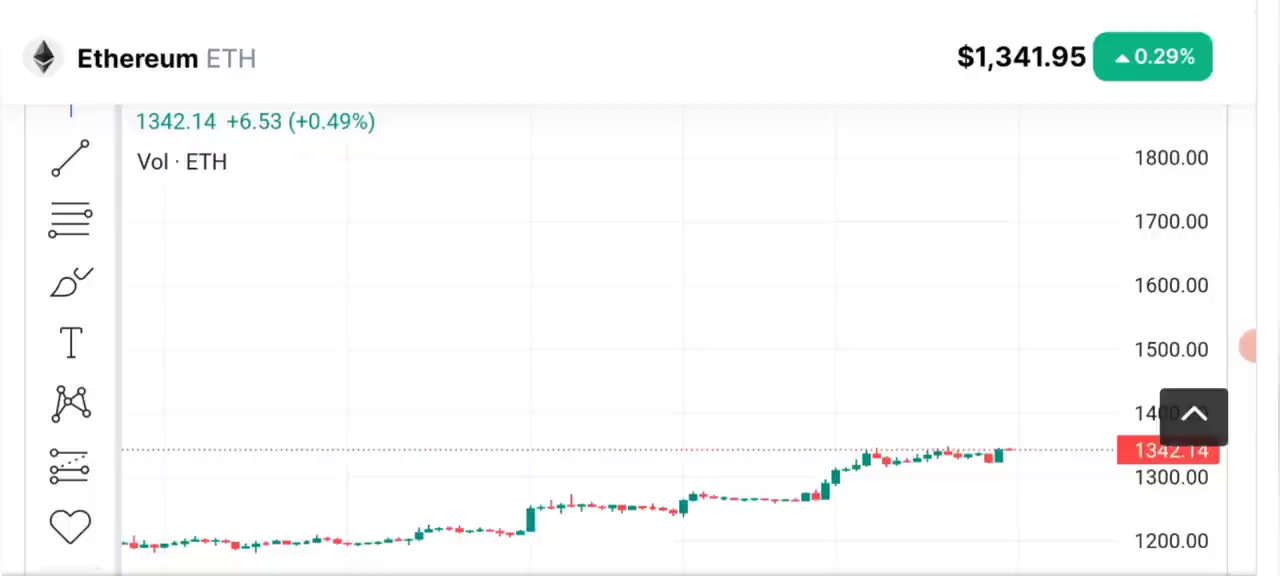 Ethereum ETH
$1,341.95
0.29%
1342.14 +6.53 (+0.49%)
Vol · ETH
1800.00
1700.00
1600.00
1500.00
1342.14
1300.00
1200.00
T